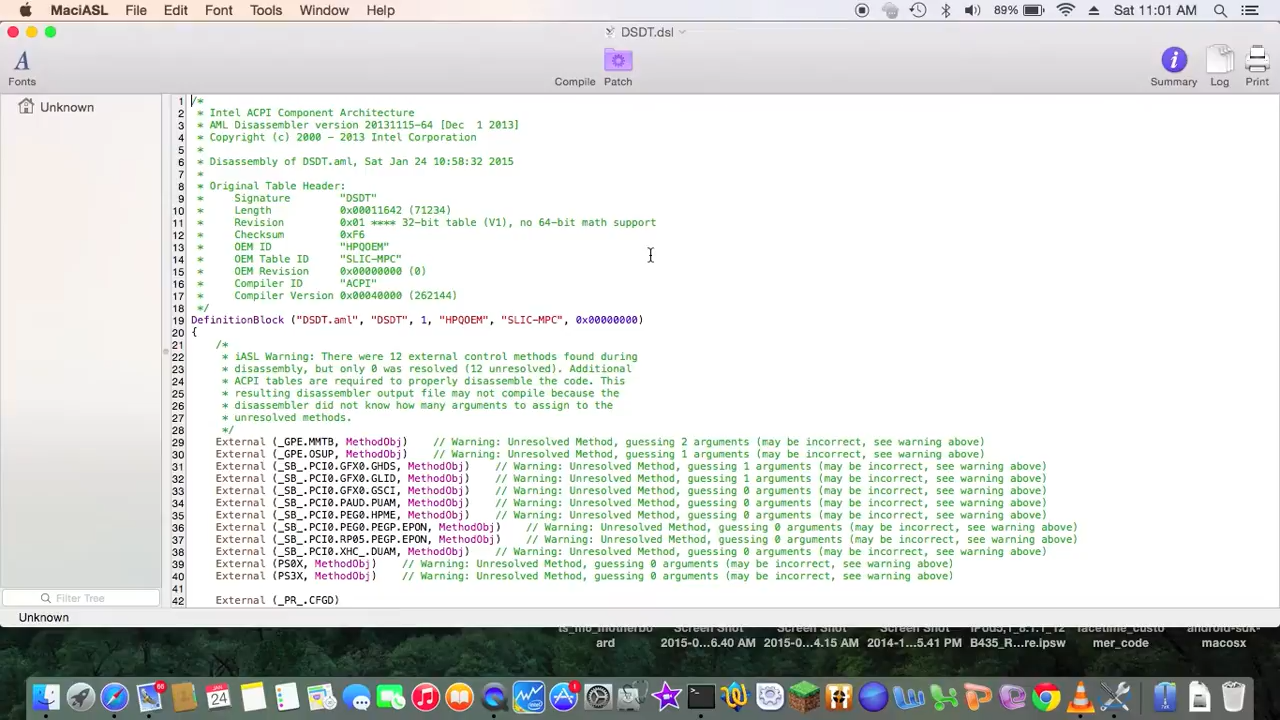 MaciASL File Edit Font Tools Window Help 89% Sat 11:01 AM
DSDT.dsl
A
Fonts
Compile
Patch
Summary
Log
Print
Unknown
1 /*
2 * Intel ACPI Component Architecture
3 * AML Disassembler version 20131115-64 [Dec 1 2013]
4 * Copyright (c) 2000 - 2013 Intel Corporation
5 *
6 * Disassembly of DSDT.aml, Sat Jan 24 10:58:32 2015
7 *
8 * Original Table Header:
9 * Signature "DSDT"
10 * Length 0x00011642 (71234)
11 * Revision 0x01 **** 32-bit table (V1), no 64-bit math support
12 * Checksum 0xF6
13 * OEM ID "HPQOEM"
14 * OEM Table ID "SLIC-MPC"
15 * OEM Revision 0x00000000 (0)
16 * Compiler ID "ACPI"
17 * Compiler Version 0x00040000 (262144)
18 */
19 DefinitionBlock ("DSDT.aml", "DSDT", 1, "HPQOEM", "SLIC-MPC", 0x00000000)
20 {
21 /*
22 * iASL Warning: There were 12 external control methods found during
23 * disassembly, but only 0 was resolved (12 unresolved). Additional
24 * ACPI tables are required to properly disassemble the code. This
25 * resulting disassembler output file may not compile because the
26 * disassembler did not know how many arguments to assign to the
27 * unresolved methods.
28 */
29 External (_GPE.MMTB, MethodObj) // Warning: Unresolved Method, guessing 2 arguments (may be incorrect, see warning above)
30 External (_GPE.OSUP, MethodObj) // Warning: Unresolved Method, guessing 1 arguments (may be incorrect, see warning above)
31 External (_SB_.PCI0.GFX0.GHDS, MethodObj) // Warning: Unresolved Method, guessing 1 arguments (may be incorrect, see warning above)
32 External (_SB_.PCI0.GFX0.GLID, MethodObj) // Warning: Unresolved Method, guessing 1 arguments (may be incorrect, see warning above)
33 External (_SB_.PCI0.GFX0.GSCI, MethodObj) // Warning: Unresolved Method, guessing 0 arguments (may be incorrect, see warning above)
34 External (_SB_.PCI0.PAUD.PUAM, MethodObj) // Warning: Unresolved Method, guessing 0 arguments (may be incorrect, see warning above)
35 External (_SB_.PCI0.PEG0.HPME, MethodObj) // Warning: Unresolved Method, guessing 0 arguments (may be incorrect, see warning above)
36 External (_SB_.PCI0.PEG0.PEGP.EPON, MethodObj) // Warning: Unresolved Method, guessing 0 arguments (may be incorrect, see warning above)
37 External (_SB_.PCI0.RP05.PEGP.EPON, MethodObj) // Warning: Unresolved Method, guessing 0 arguments (may be incorrect, see warning above)
38 External (_SB_.PCI0.XHC_.DUAM, MethodObj) // Warning: Unresolved Method, guessing 0 arguments (may be incorrect, see warning above)
39 External (PS0X, MethodObj) // Warning: Unresolved Method, guessing 0 arguments (may be incorrect, see warning above)
40 External (PS3X, MethodObj) // Warning: Unresolved Method, guessing 0 arguments (may be incorrect, see warning above)
41
42 External (_PR_.CFGD)
Filter Tree
Unknown
ard 2015-0...6.40 AM 2015-0...4.15 AM 2014-1...5.41 PM B435_R...re.ipsw mer_code macosx